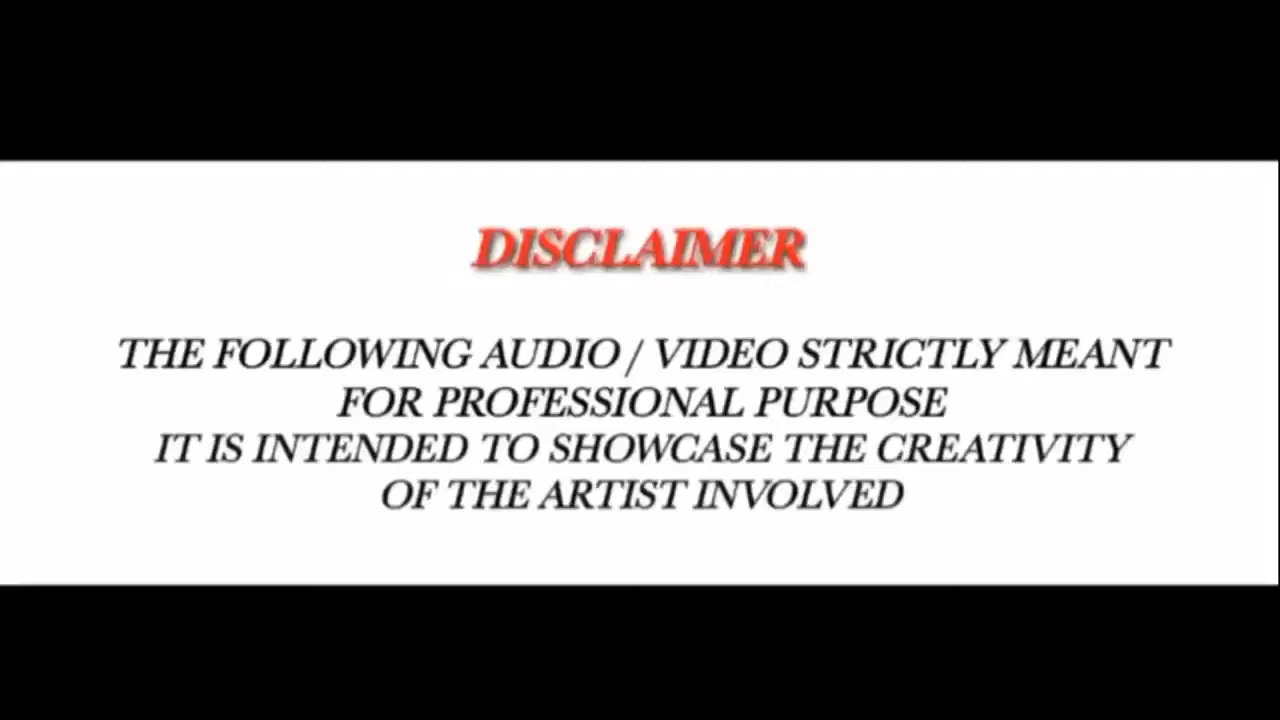 DISCLAIMER
THE FOLLOWING AUDIO / VIDEO STRICTLY MEANT
FOR PROFESSIONAL PURPOSE
IT IS INTENDED TO SHOWCASE THE CREATIVITY
OF THE ARTIST INVOLVED